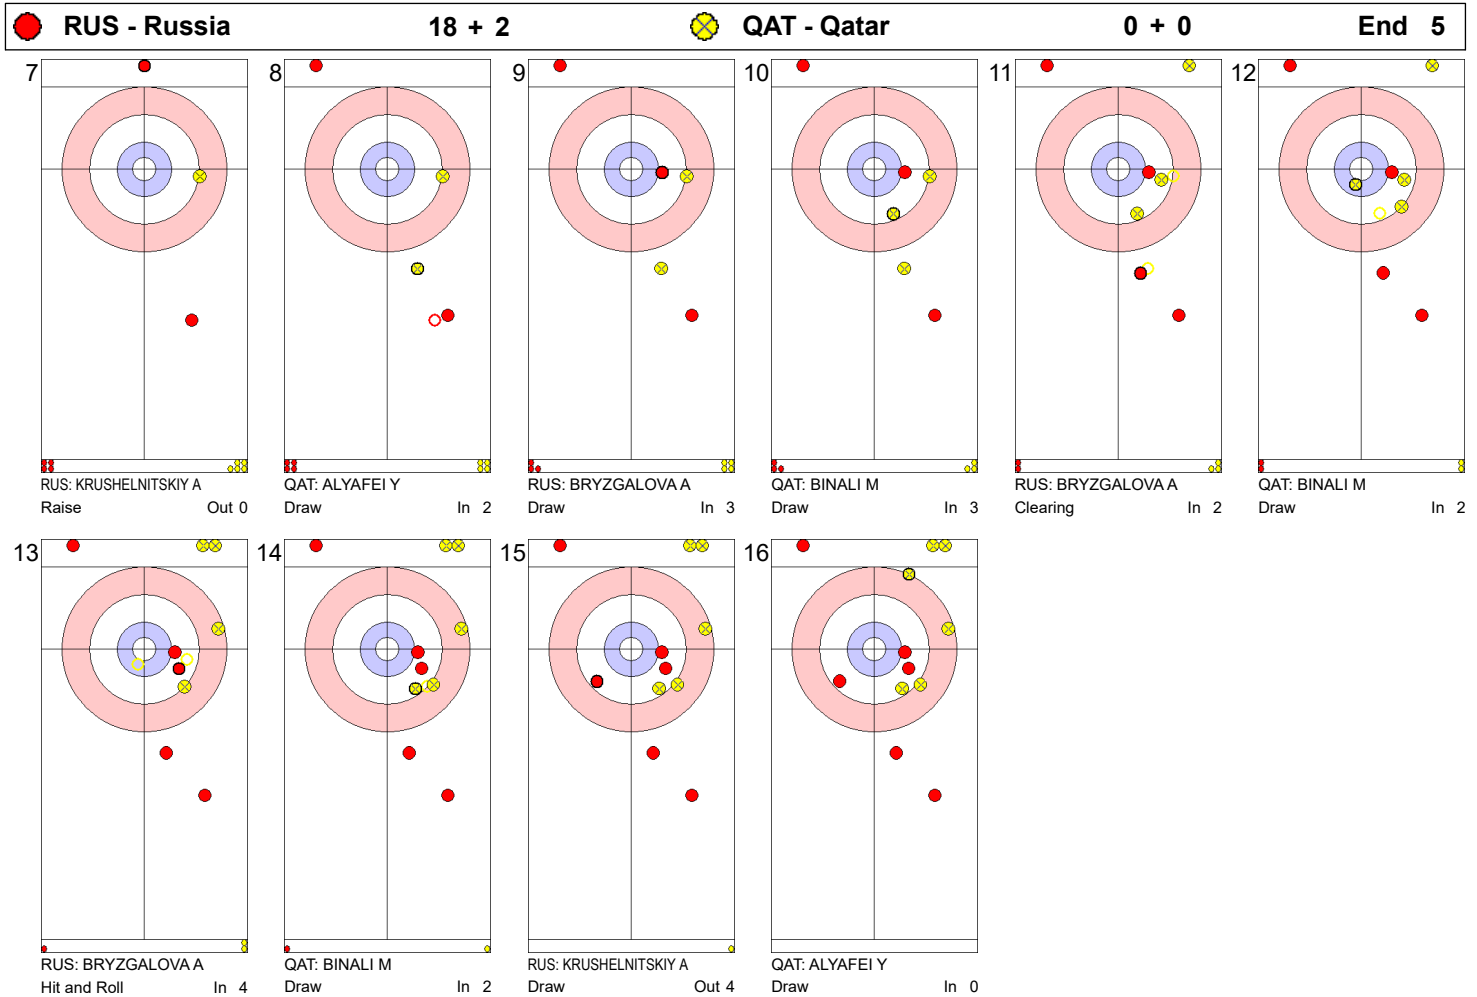 RUS - Russia 18 + 2 QAT - Qatar 0 + 0 End 5
7 8 9 10 11 12
RUS: KRUSHELNITSKIY A QAT: ALYAFEI Y RUS: BRYZGALOVA A QAT: BINALI M RUS: BRYZGALOVA A QAT: BINALI M
Raise Out 0 Draw In 2 Draw In 3 Draw In 3 Clearing In 2 Draw In 2
13 14 15 16
RUS: BRYZGALOVA A QAT: BINALI M RUS: KRUSHELNITSKIY A QAT: ALYAFEI Y
Hit and Roll In 4 Draw In 2 Draw Out 4 Draw In 0